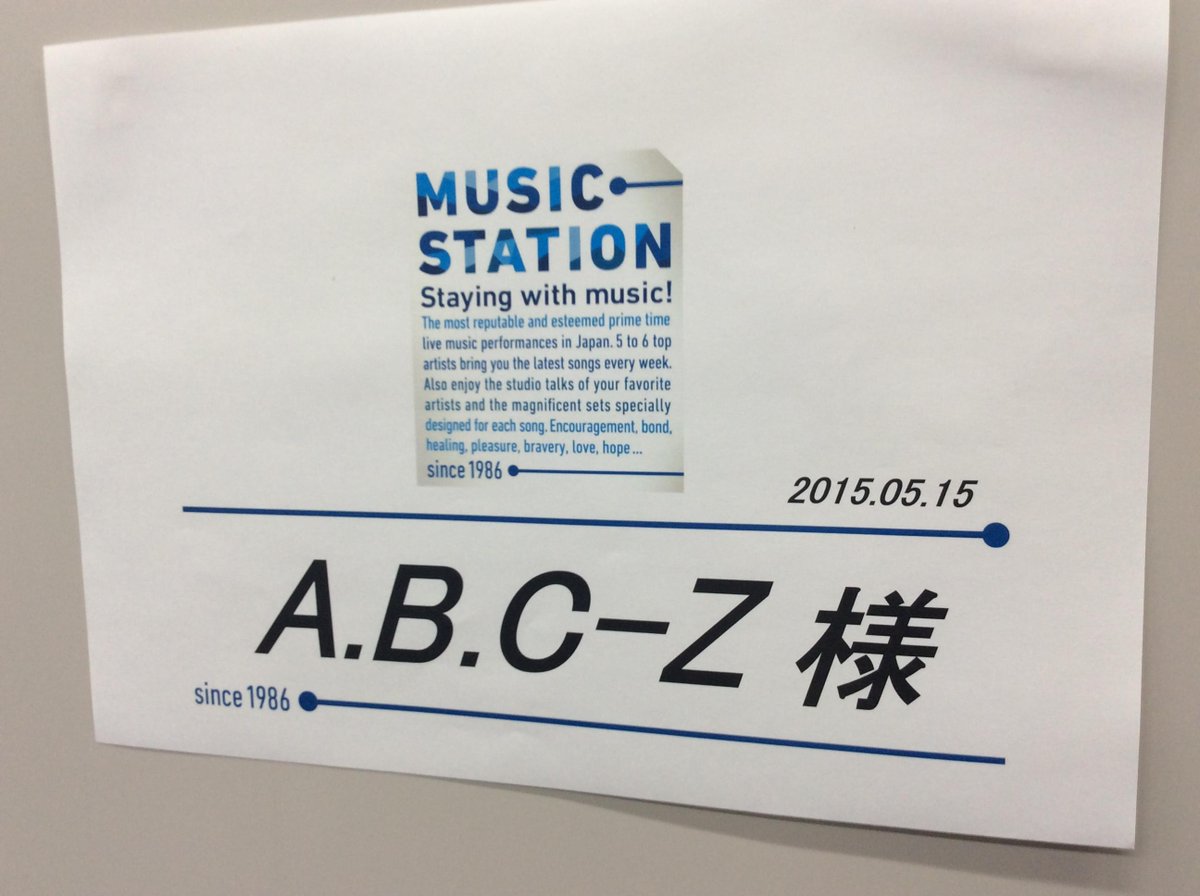 MUSIC
STATION
Staying with music!
The most reputable and esteemed prime time
live music performances in Japan. 5 to 6 top
artists bring you the latest songs every week.
Also enjoy the studio talks of your favorite
artists and the magnificent sets specially
designed for each song. Encouragement, bond,
healing, pleasure, bravery, love, hope...
since 1986
2015.05.15
A.B.C-Z 様
since 1986